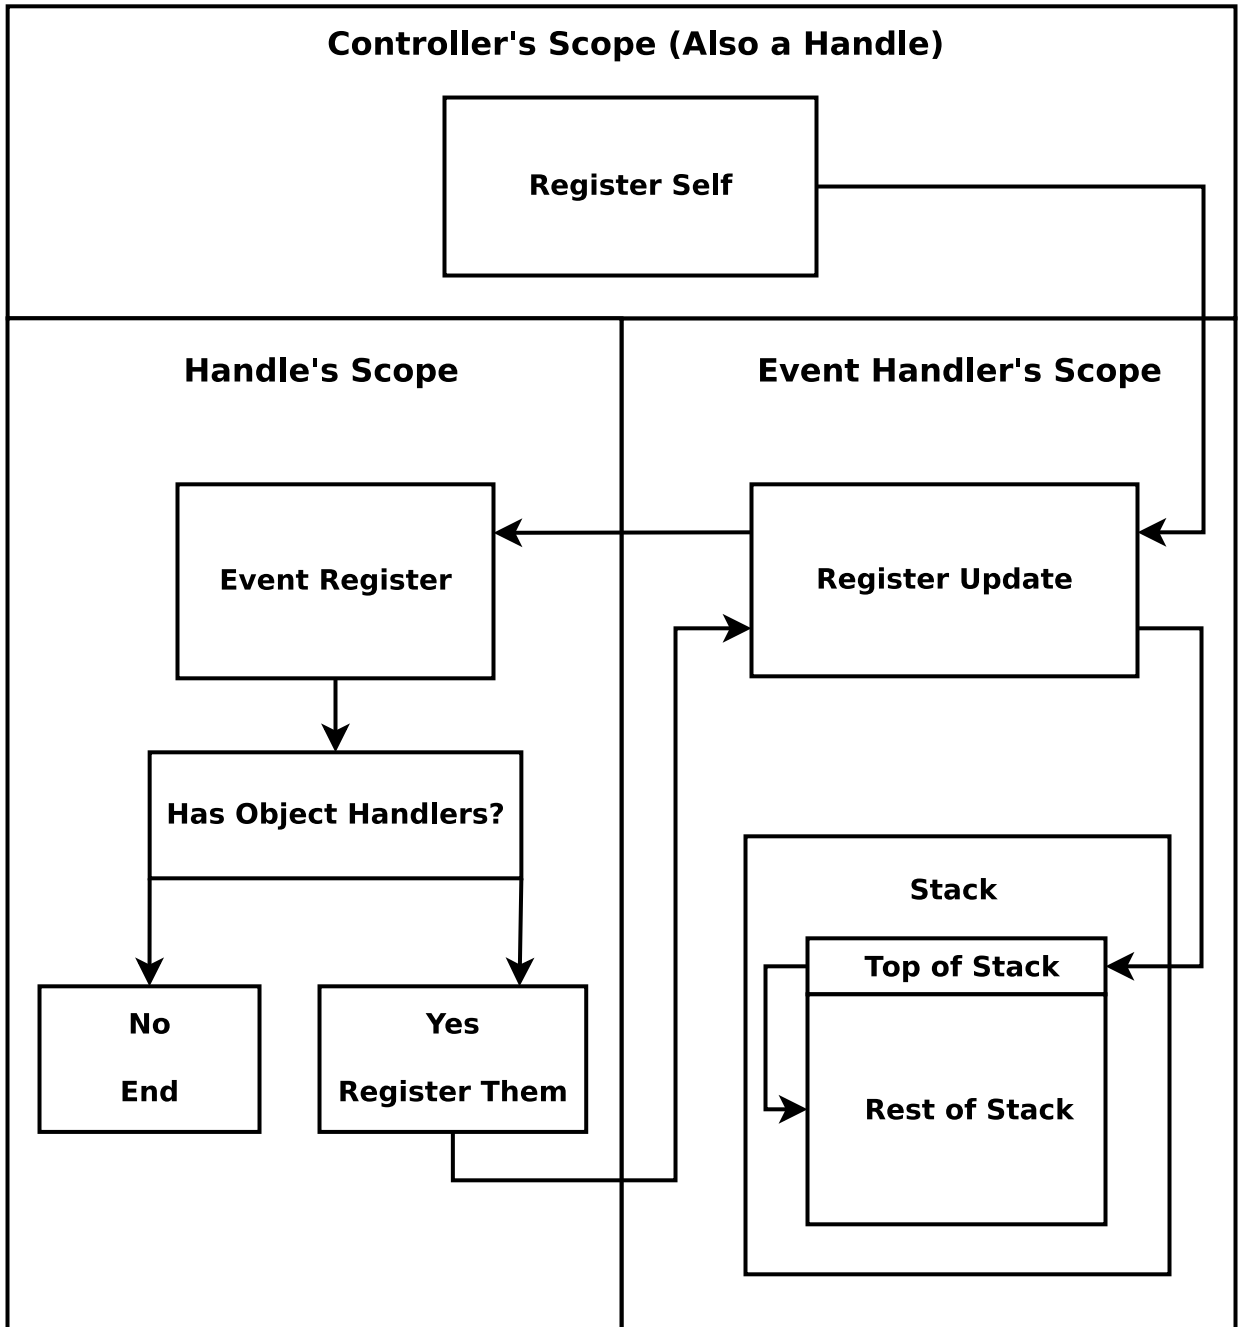 Controller's Scope (Also a Handle)
Register Self
Handle's Scope
Event Handler's Scope
Event Register
Register Update
Has Object Handlers?
Stack
Top of Stack
No
End
Yes
Register Them
Rest of Stack